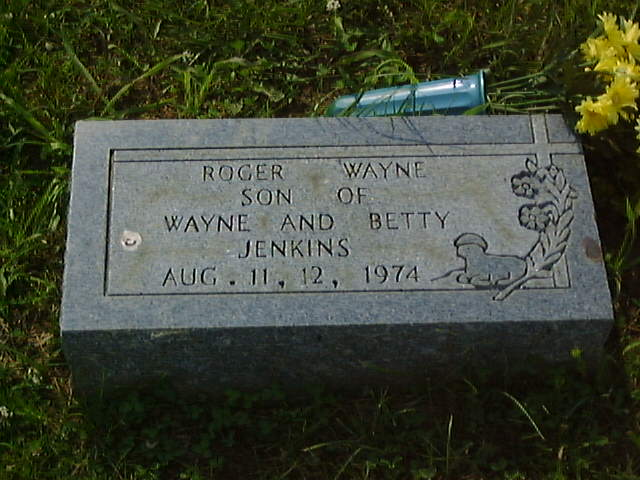 ROGER WAYNE
SON OF
WAYNE AND BETTY
JENKINS
AUG. 11, 12, 1974